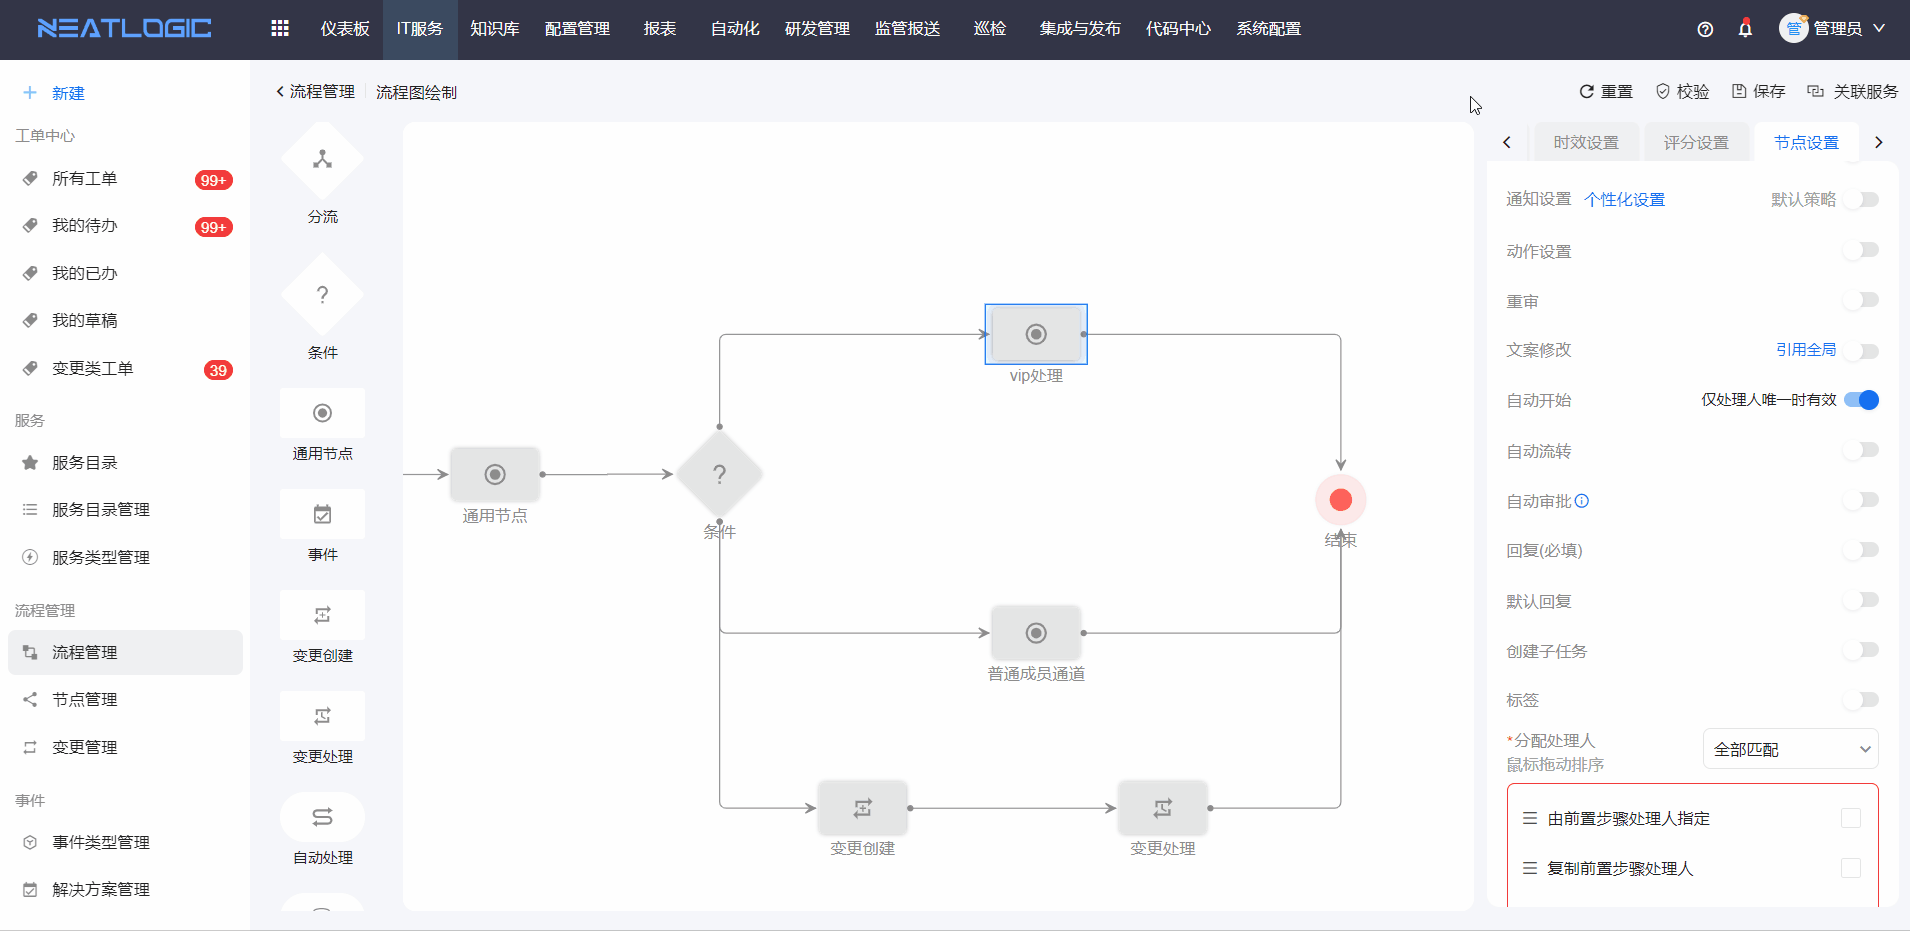 NEATLOGIC
仪表板
IT服务
知识库
配置管理
报表
自动化
研发管理
监管报送
巡检
集成与发布
代码中心
系统配置
管
管理员
新建
工单中心
所有工单
99+
我的待办
99+
我的已办
我的草稿
变更类工单
39
服务
服务目录
服务目录管理
服务类型管理
流程管理
流程管理
节点管理
变更管理
事件
事件类型管理
解决方案管理
流程管理
流程图绘制
重置
校验
保存
关联服务
分流
?
条件
通用节点
事件
变更创建
变更处理
自动处理
vip处理
通用节点
?
条件
结束
普通成员通道
变更创建
变更处理
时效设置
评分设置
节点设置
通知设置 个性化设置 默认策略
动作设置
重审
文案修改 引用全局
自动开始 仅处理人唯一时有效
自动流转
自动审批
回复(必填)
默认回复
创建子任务
标签
*分配处理人
鼠标拖动排序
全部匹配
由前置步骤处理人指定
复制前置步骤处理人